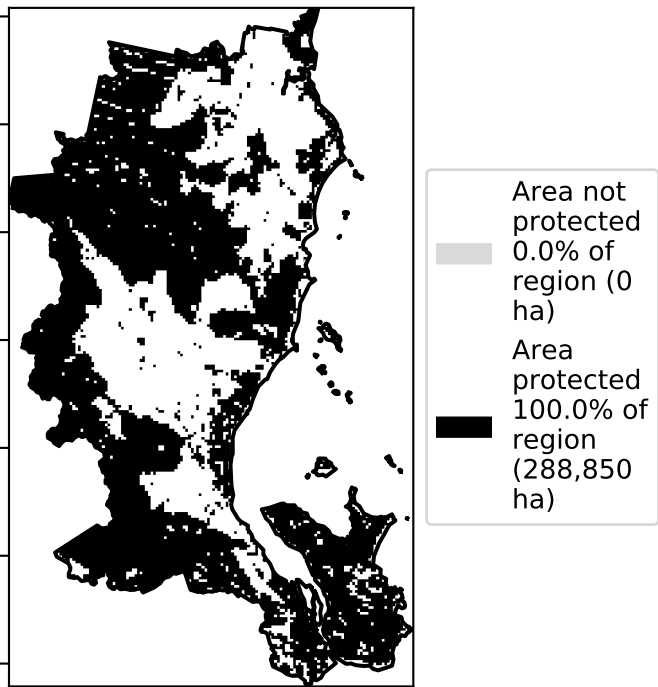 Area not
protected
0.0% of
region (0
ha)
Area
protected
100.0% of
region
(288,850
ha)